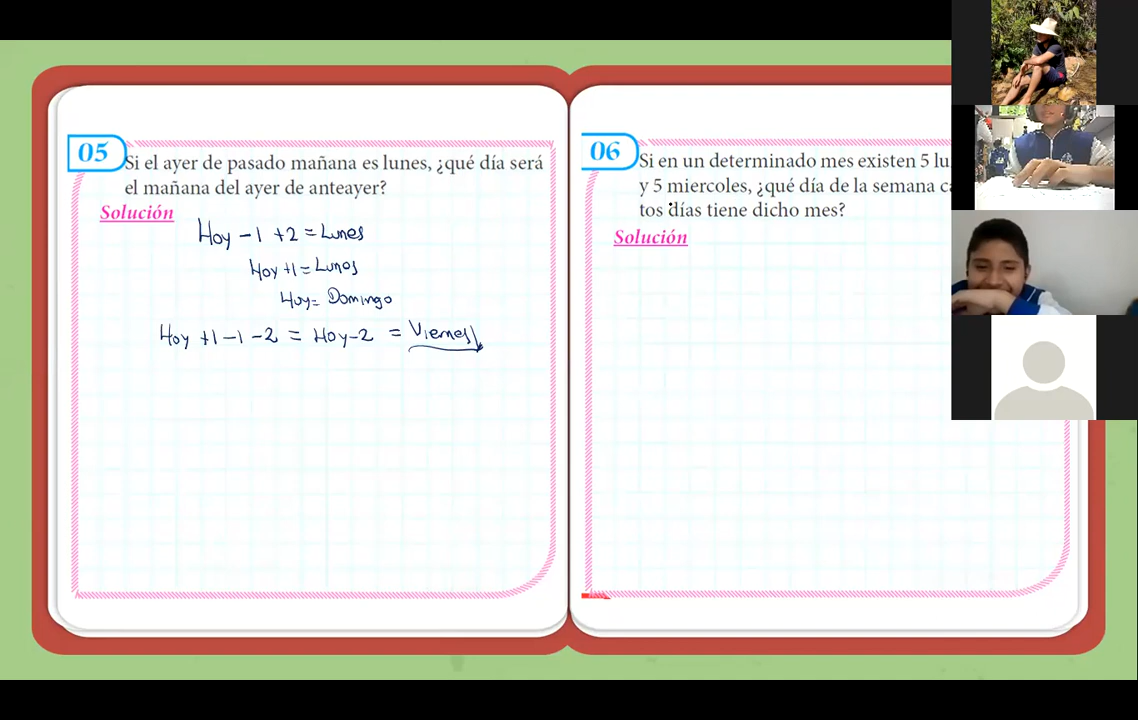 05
Si el ayer de pasado mañana es lunes, ¿qué día será
el mañana del ayer de anteayer?
Solución
Hoy -1 +2 = Lunes
Hoy +1 = Lunes
Hoy = Domingo
Hoy +1 -1 -2 = Hoy -2 = Viernes
06
Si en un determinado mes existen 5 lu
y 5 miercoles, ¿qué día de la semana ca
tos días tiene dicho mes?
Solución